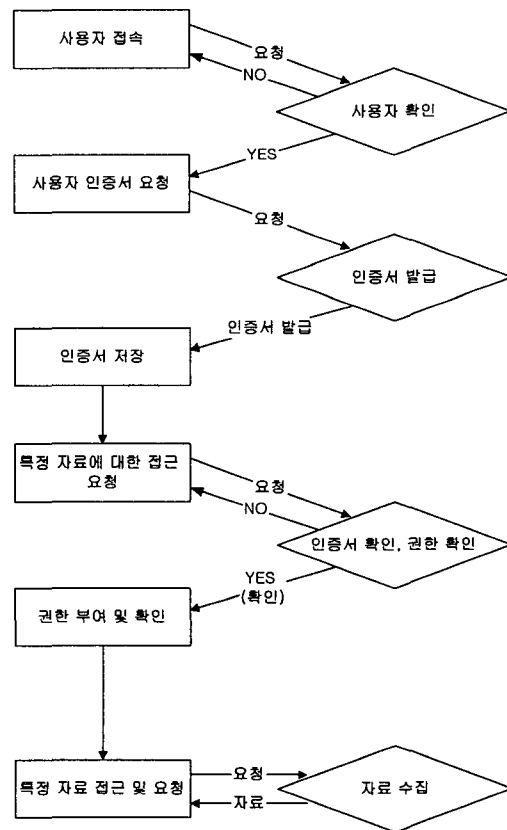 사용자 접속
요청
NO
사용자 확인
YES
사용자 인증서 요청
요청
인증서 발급
인증서 발급
인증서 저장
특정 자료에 대한 접근
요청
요청
NO
인증서 확인, 권한 확인
YES
(확인)
권한 부여 및 확인
특정 자료 접근 및 요청
요청
자료
자료 수집